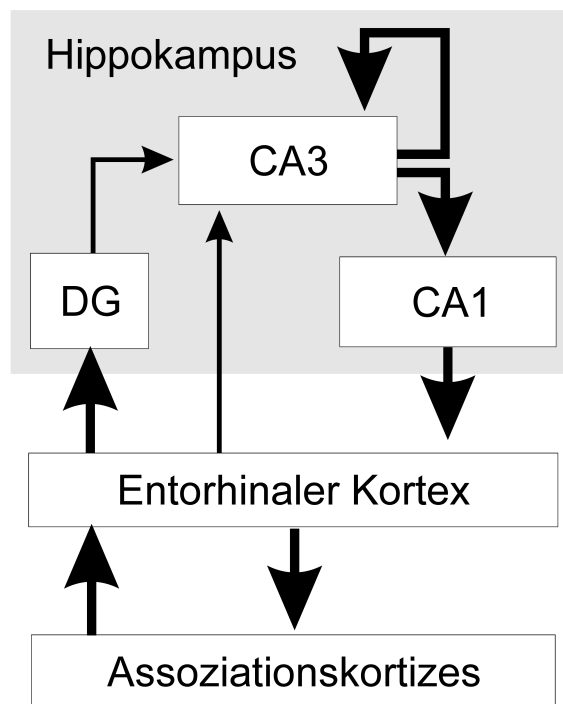 Hippokampus
CA3
DG
CA1
Entorhinaler Kortex
Assoziationskortizes